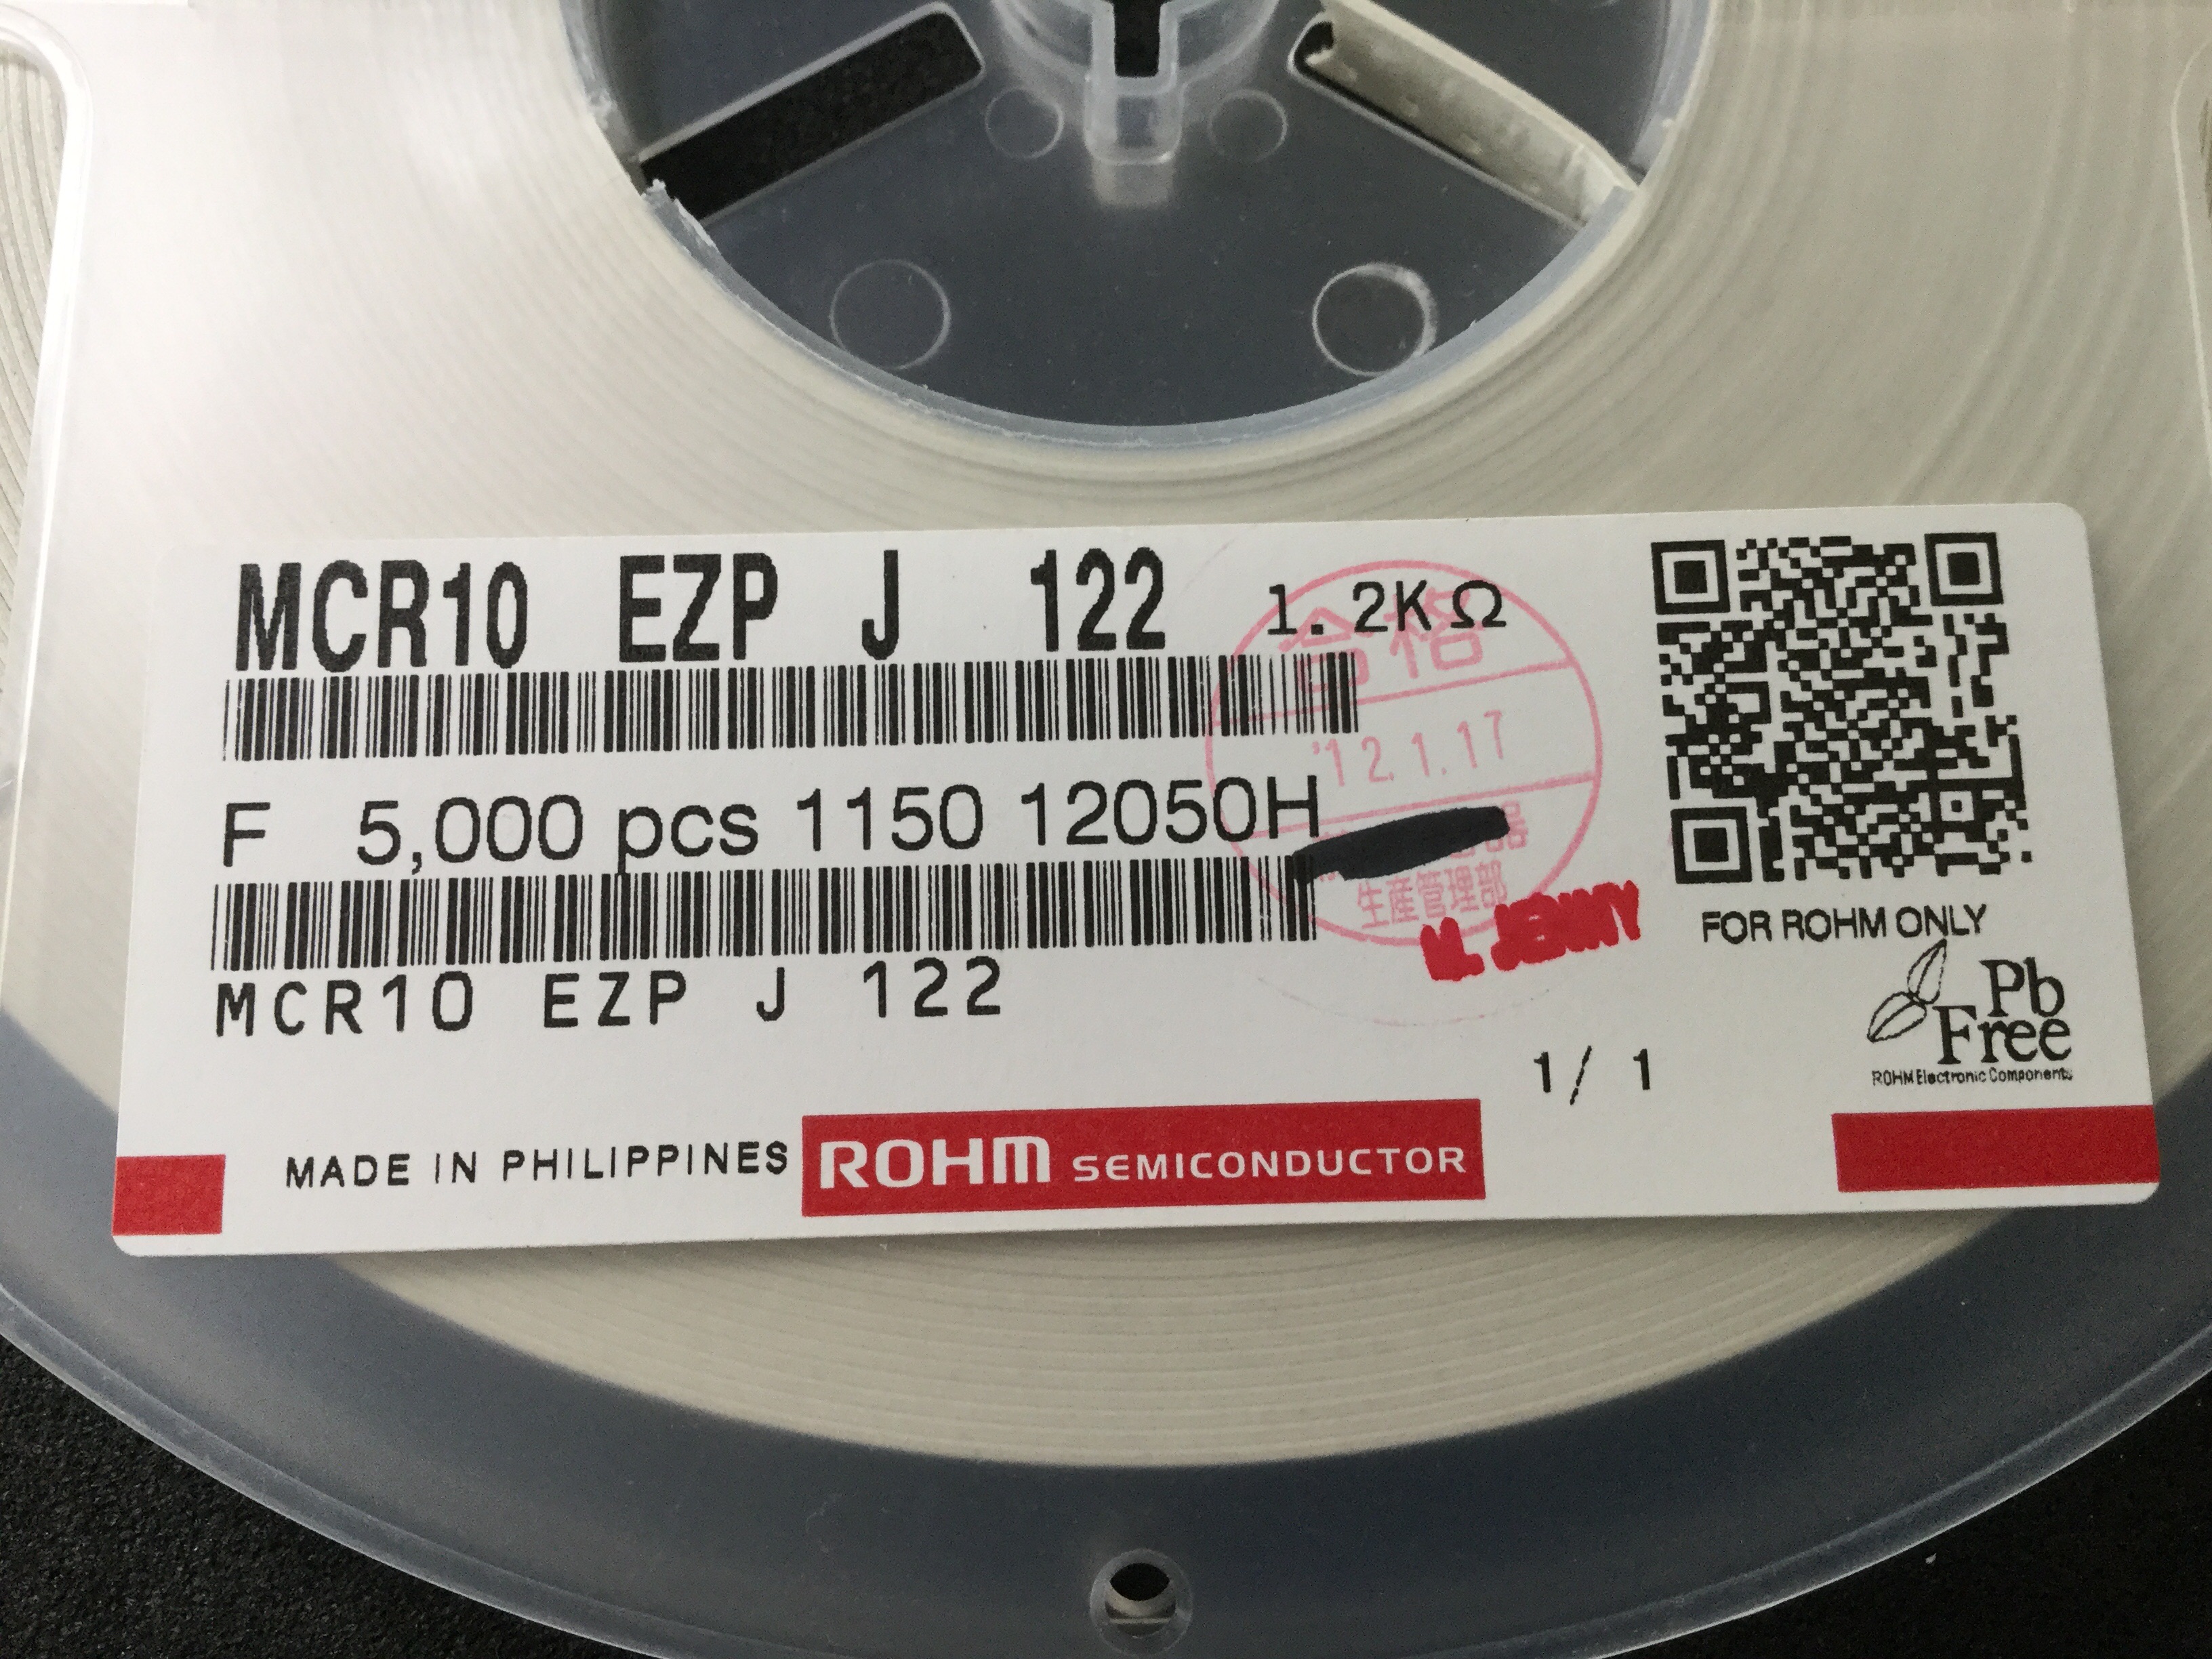 MCR10 EZP J 122 1.2KΩ
合格
'12.1.17
F 5,000 pcs 1150 12050H
器
生産管理部
MCR10 EZP J 122
FOR ROHM ONLY
Pb
Free
ROHM Electronic Components
1/ 1
MADE IN PHILIPPINES ROHM SEMICONDUCTOR